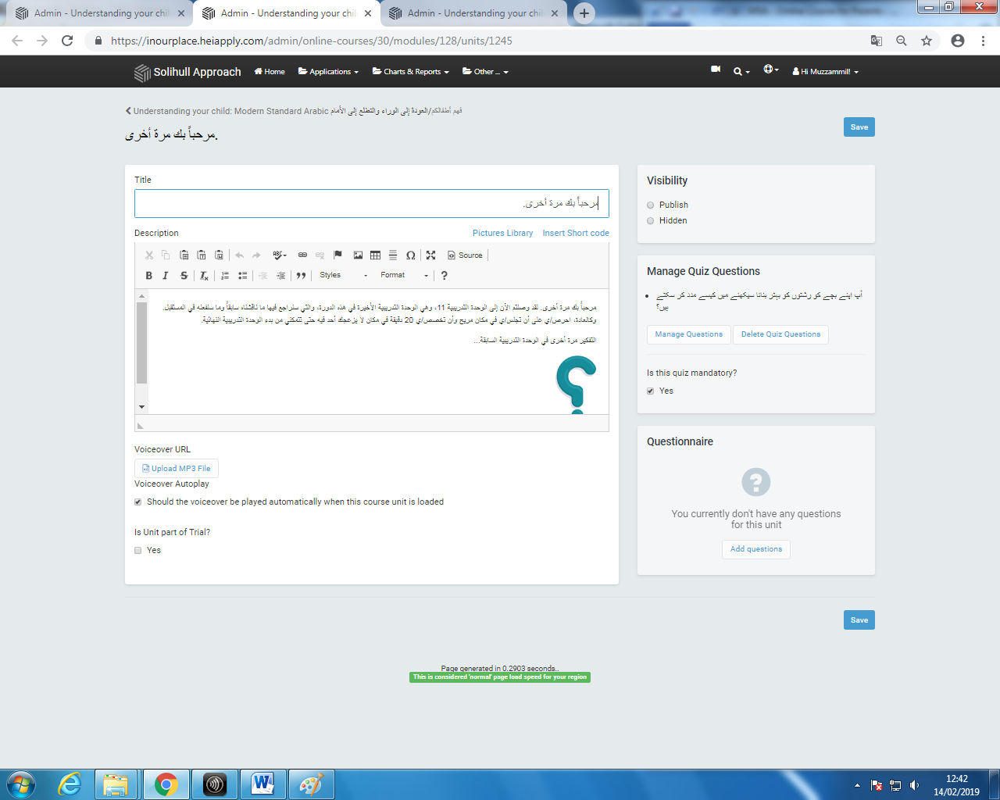 Admin - Understanding your chil
Admin - Understanding your chil
Admin - Understanding your chil
https://inourplace.heiapply.com/admin/online-courses/30/modules/128/units/1245
Solihull Approach
Home
Applications
Charts & Reports
Other ...
Hi Muzzammil!
Understanding your child: Modern Standard Arabic فهم أطفالكم/العودة إلى الوراء والتطلع إلى الأمام
مرحباً بك مرة أخرى.
Save
Title
مرحباً بك مرة أخرى.
Description
Pictures Library
Insert Short code
Source
Styles
Format
مرحباً بك مرة أخرى. لقد وصلتم الآن إلى الوحدة التدريبية 11، وهي الوحدة التدريبية الأخيرة في هذه الدورة، والتي سنراجع فيها ما ناقشناه سابقاً وما سنفعله في المستقبل.
وكالعادة، احرص/ي على أن تجلس/ي في مكان مريح وأن تخصص/ي 20 دقيقة في مكان لا يزعجك أحد فيه حتى تتمكني من بدء الوحدة التدريبية النهائية.
التفكير مرة أخرى في الوحدة التدريبية السابقة...
Voiceover URL
Upload MP3 File
Voiceover Autoplay
Should the voiceover be played automatically when this course unit is loaded
Is Unit part of Trial?
Yes
Visibility
Publish
Hidden
Manage Quiz Questions
آپ اپنے بچے کو رشتوں کو بہتر بنانا سیکھنے میں کیسے مدد کر سکتے
ہیں؟
Manage Questions
Delete Quiz Questions
Is this quiz mandatory?
Yes
Questionnaire
You currently don't have any questions
for this unit
Add questions
Save
Page generated in 0.2903 seconds..
This is considered 'normal' page load speed for your region
12:42
14/02/2019